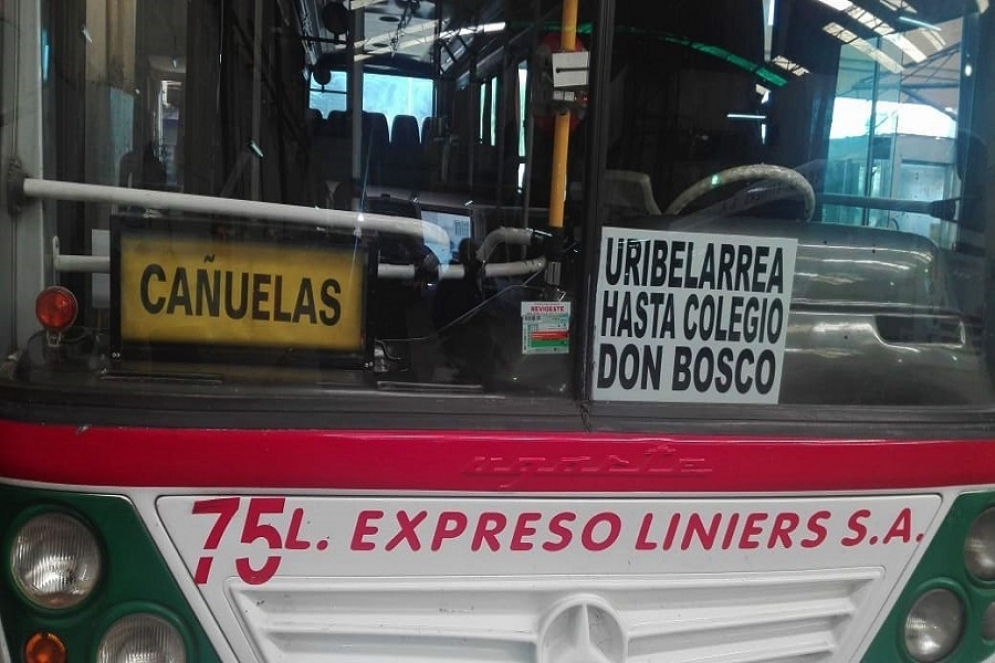 CAÑUELAS
URIBELARREA
HASTA COLEGIO
DON BOSCO
75 L. EXPRESO LINIERS S.A.